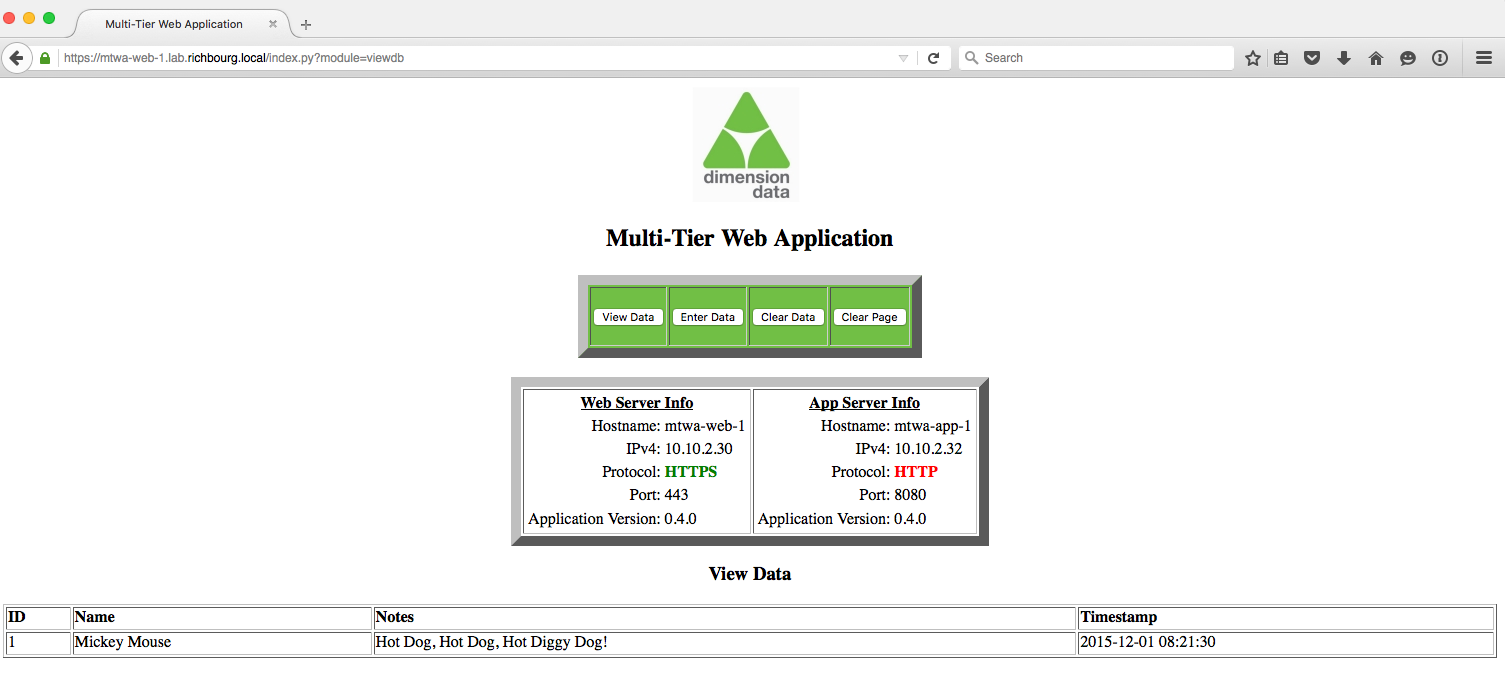 Multi-Tier Web Application
https://mtwa-web-1.lab.richbourg.local/index.py?module=viewdb
Search
dimension
data
Multi-Tier Web Application
View Data Enter Data Clear Data Clear Page
Web Server Info
Hostname: mtwa-web-1
IPv4: 10.10.2.30
Protocol: HTTPS
Port: 443
Application Version: 0.4.0
App Server Info
Hostname: mtwa-app-1
IPv4: 10.10.2.32
Protocol: HTTP
Port: 8080
Application Version: 0.4.0
View Data
ID Name Notes Timestamp
1 Mickey Mouse Hot Dog, Hot Dog, Hot Diggy Dog! 2015-12-01 08:21:30